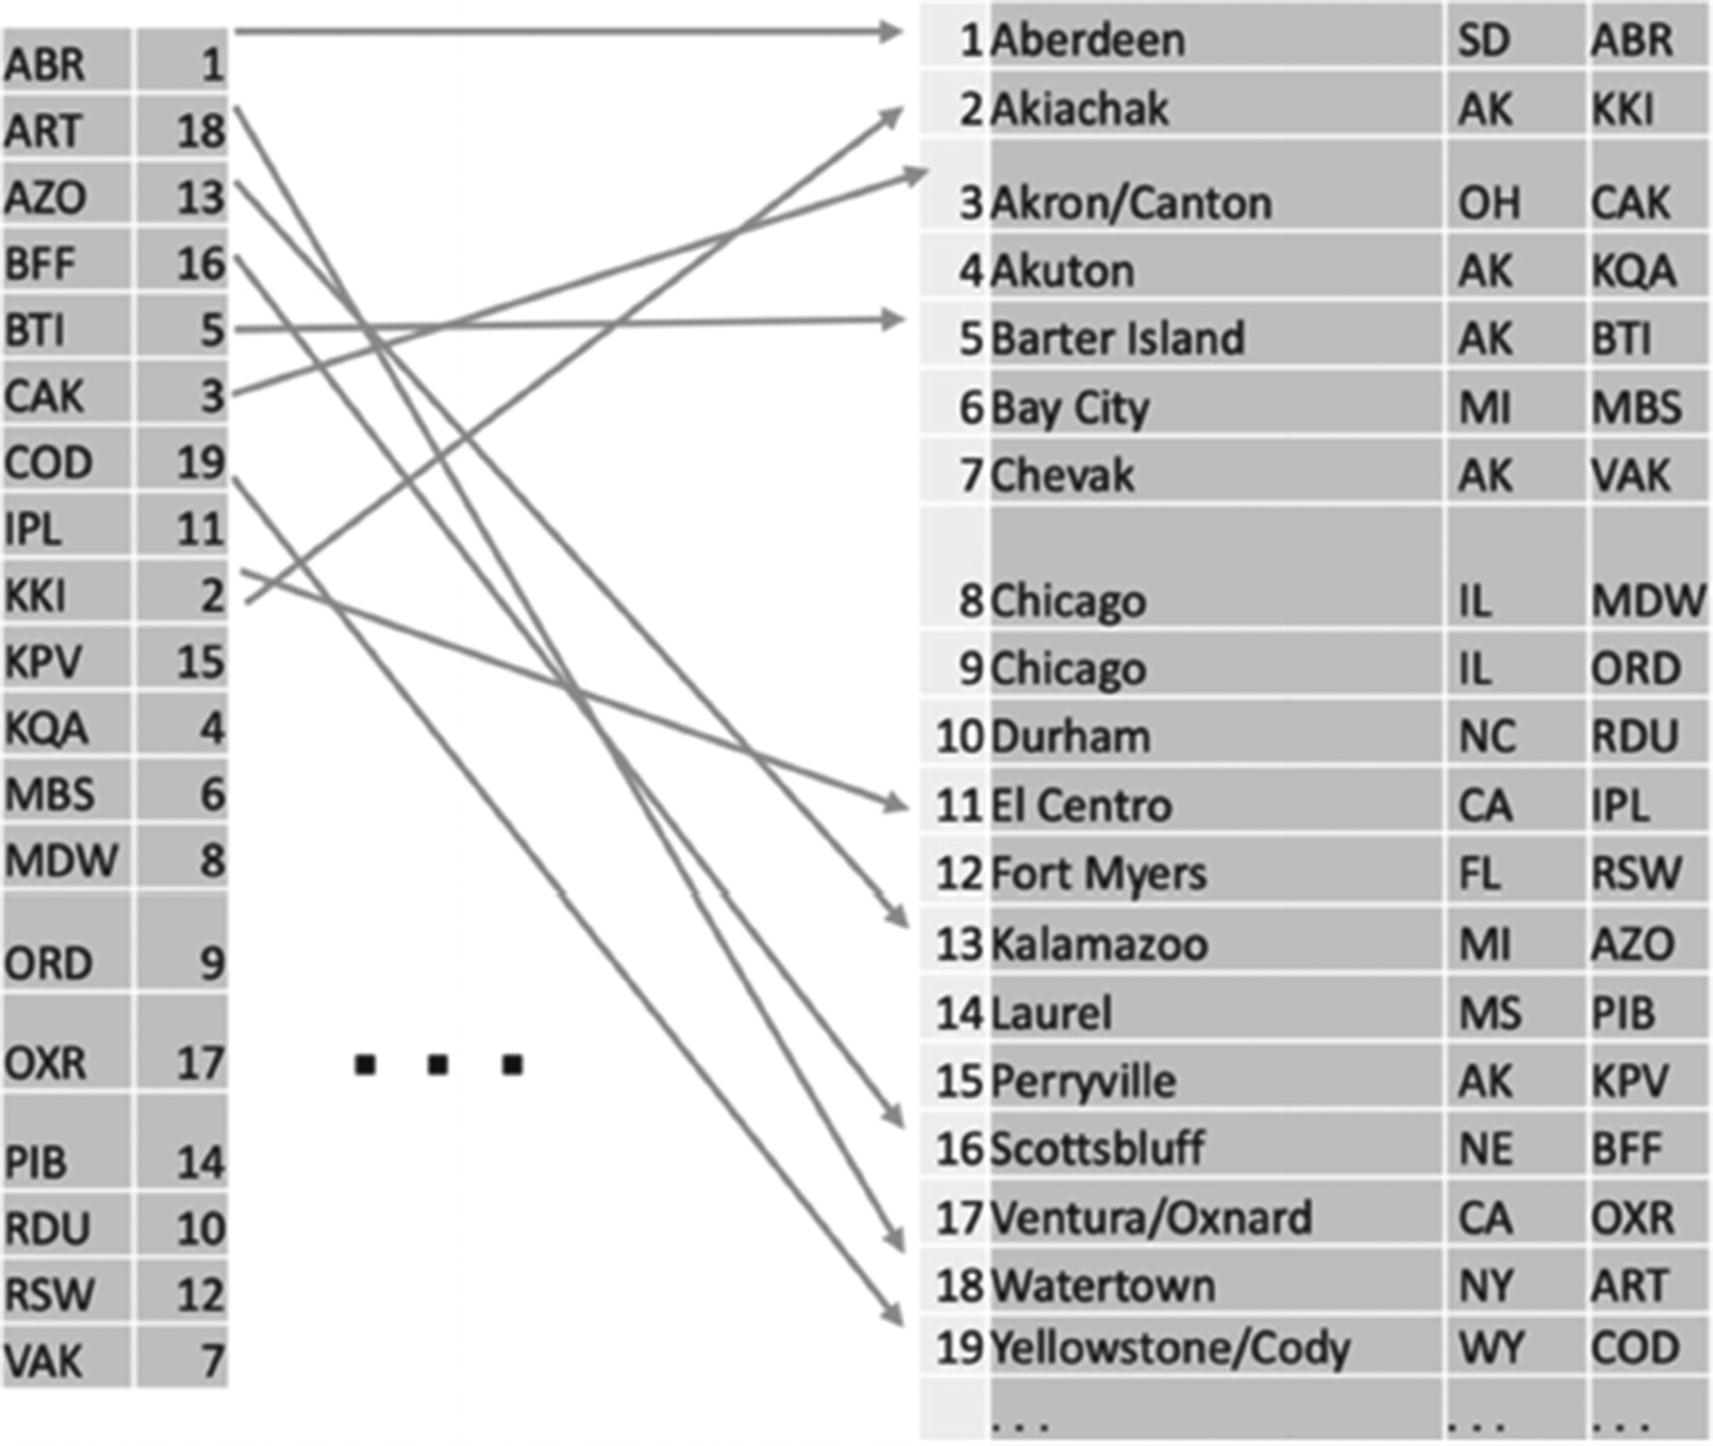 ABR 1
ART 18
AZO 13
BFF 16
BTI 5
CAK 3
COD 19
IPL 11
KKI 2
KPV 15
KQA 4
MBS 6
MDW 8
ORD 9
OXR 17
PIB 14
RDU 10
RSW 12
VAK 7
. . .
1 Aberdeen SD ABR
2 Akiachak AK KKI
3 Akron/Canton OH CAK
4 Akuton AK KQA
5 Barter Island AK BTI
6 Bay City MI MBS
7 Chevak AK VAK
8 Chicago IL MDW
9 Chicago IL ORD
10 Durham NC RDU
11 El Centro CA IPL
12 Fort Myers FL RSW
13 Kalamazoo MI AZO
14 Laurel MS PIB
15 Perryville AK KPV
16 Scottsbluff NE BFF
17 Ventura/Oxnard CA OXR
18 Watertown NY ART
19 Yellowstone/Cody WY COD
. . . . . . . . .